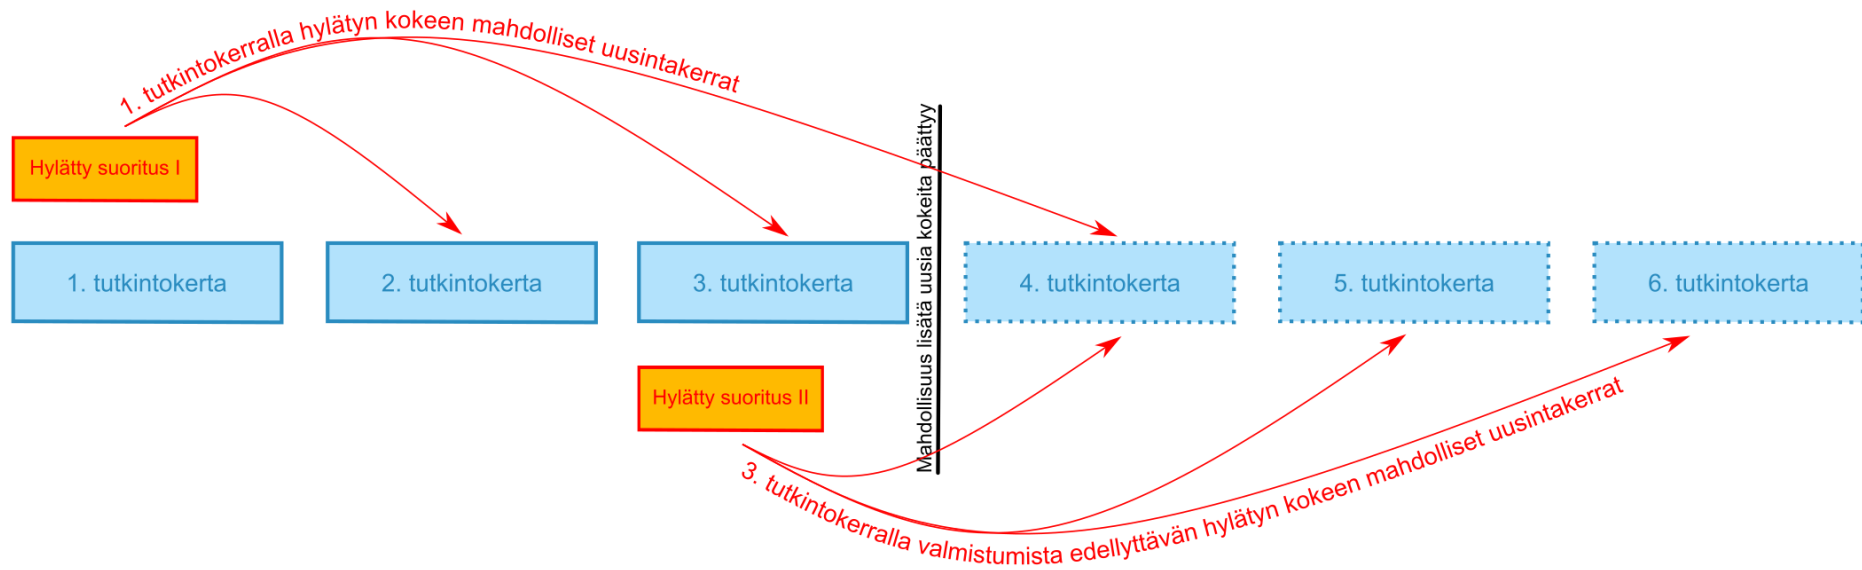 1. tutkintokerralla hylätyn kokeen mahdolliset uusintakerrat
Hylätty suoritus I
Mahdollisuus lisätä uusia kokeita päättyy
1. tutkintokerta
2. tutkintokerta
3. tutkintokerta
4. tutkintokerta
5. tutkintokerta
6. tutkintokerta
Hylätty suoritus II
3. tutkintokerralla valmistumista edellyttävän hylätyn kokeen mahdolliset uusintakerrat